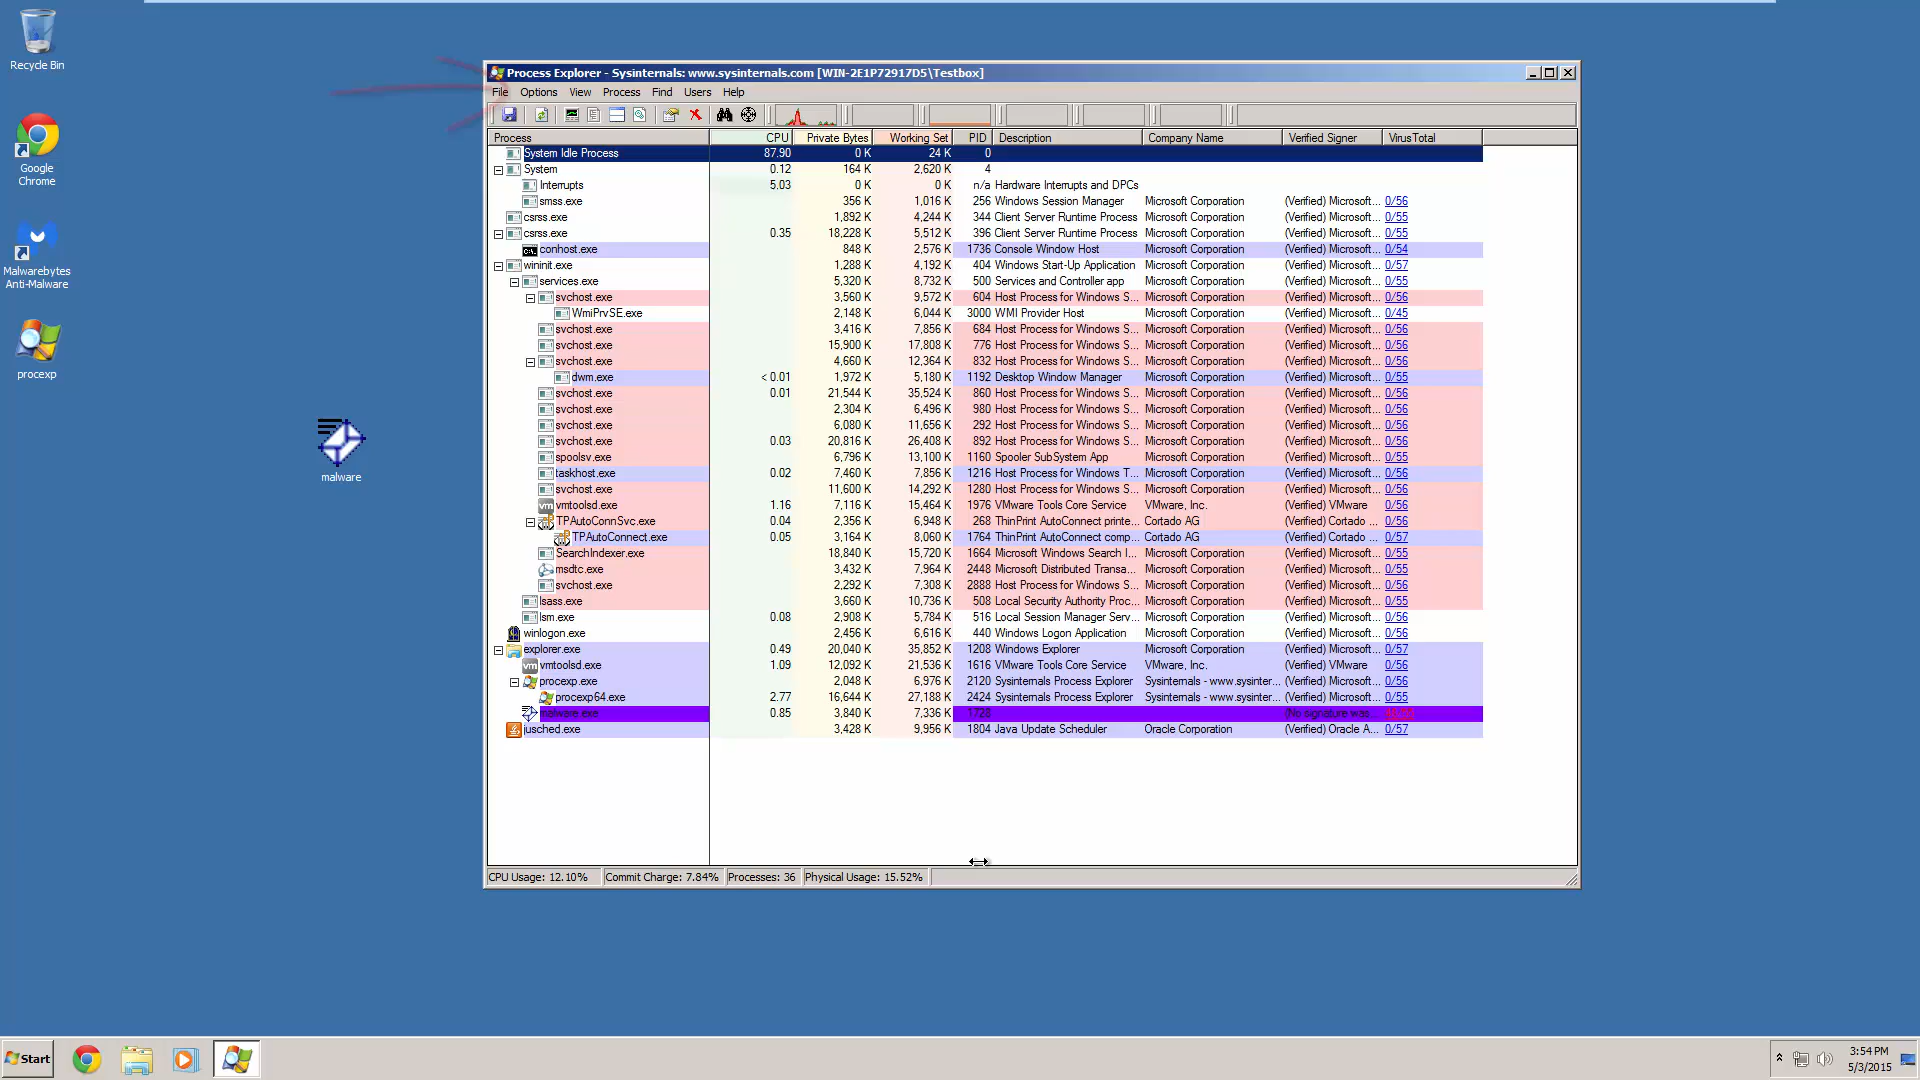 Recycle Bin
Google
Chrome
Malwarebytes
Anti-Malware
procexp
malware
Process Explorer - Sysinternals: www.sysinternals.com [WIN-2E1P72917D5\Testbox]
File Options View Process Find Users Help
Process CPU Private Bytes Working Set PID Description Company Name Verified Signer VirusTotal
System Idle Process 87.90 0 K 24 K 0
System 0.12 164 K 2,620 K 4
Interrupts 5.03 0 K 0 K n/a Hardware Interrupts and DPCs
smss.exe 356 K 1,016 K 256 Windows Session Manager Microsoft Corporation (Verified) Microsoft... 0/56
csrss.exe 1,892 K 4,244 K 344 Client Server Runtime Process Microsoft Corporation (Verified) Microsoft... 0/55
csrss.exe 0.35 18,228 K 5,512 K 396 Client Server Runtime Process Microsoft Corporation (Verified) Microsoft... 0/55
conhost.exe 848 K 2,576 K 1736 Console Window Host Microsoft Corporation (Verified) Microsoft... 0/54
wininit.exe 1,288 K 4,192 K 404 Windows Start-Up Application Microsoft Corporation (Verified) Microsoft... 0/57
services.exe 5,320 K 8,732 K 500 Services and Controller app Microsoft Corporation (Verified) Microsoft... 0/55
svchost.exe 3,560 K 9,572 K 604 Host Process for Windows S... Microsoft Corporation (Verified) Microsoft... 0/56
WmiPrvSE.exe 2,148 K 6,044 K 3000 WMI Provider Host Microsoft Corporation (Verified) Microsoft... 0/45
svchost.exe 3,416 K 7,856 K 684 Host Process for Windows S... Microsoft Corporation (Verified) Microsoft... 0/56
svchost.exe 15,900 K 17,808 K 776 Host Process for Windows S... Microsoft Corporation (Verified) Microsoft... 0/56
svchost.exe 4,660 K 12,364 K 832 Host Process for Windows S... Microsoft Corporation (Verified) Microsoft... 0/56
dwm.exe < 0.01 1,972 K 5,180 K 1192 Desktop Window Manager Microsoft Corporation (Verified) Microsoft... 0/55
svchost.exe 0.01 21,544 K 35,524 K 860 Host Process for Windows S... Microsoft Corporation (Verified) Microsoft... 0/56
svchost.exe 2,304 K 6,496 K 980 Host Process for Windows S... Microsoft Corporation (Verified) Microsoft... 0/56
svchost.exe 6,080 K 11,656 K 292 Host Process for Windows S... Microsoft Corporation (Verified) Microsoft... 0/56
svchost.exe 0.03 20,816 K 26,408 K 892 Host Process for Windows S... Microsoft Corporation (Verified) Microsoft... 0/56
spoolsv.exe 6,796 K 13,100 K 1160 Spooler SubSystem App Microsoft Corporation (Verified) Microsoft... 0/55
taskhost.exe 0.02 7,460 K 7,856 K 1216 Host Process for Windows T... Microsoft Corporation (Verified) Microsoft... 0/56
svchost.exe 11,600 K 14,292 K 1280 Host Process for Windows S... Microsoft Corporation (Verified) Microsoft... 0/56
vmtoolsd.exe 1.16 7,116 K 15,464 K 1976 VMware Tools Core Service VMware, Inc. (Verified) VMware 0/56
TPAutoConnSvc.exe 0.04 2,356 K 6,948 K 268 ThinPrint AutoConnect printe... Cortado AG (Verified) Cortado ... 0/56
TPAutoConnect.exe 0.05 3,164 K 8,060 K 1764 ThinPrint AutoConnect comp... Cortado AG (Verified) Cortado ... 0/57
SearchIndexer.exe 18,840 K 15,720 K 1664 Microsoft Windows Search I... Microsoft Corporation (Verified) Microsoft... 0/55
msdtc.exe 3,432 K 7,964 K 2448 Microsoft Distributed Transa... Microsoft Corporation (Verified) Microsoft... 0/55
svchost.exe 2,292 K 7,308 K 2888 Host Process for Windows S... Microsoft Corporation (Verified) Microsoft... 0/56
lsass.exe 3,660 K 10,736 K 508 Local Security Authority Proc... Microsoft Corporation (Verified) Microsoft... 0/55
lsm.exe 0.08 2,908 K 5,784 K 516 Local Session Manager Serv... Microsoft Corporation (Verified) Microsoft... 0/56
winlogon.exe 2,456 K 6,616 K 440 Windows Logon Application Microsoft Corporation (Verified) Microsoft... 0/56
explorer.exe 0.49 20,040 K 35,852 K 1208 Windows Explorer Microsoft Corporation (Verified) Microsoft... 0/57
vmtoolsd.exe 1.09 12,092 K 21,536 K 1616 VMware Tools Core Service VMware, Inc. (Verified) VMware 0/56
procexp.exe 2,048 K 6,976 K 2120 Sysinternals Process Explorer Sysinternals - www.sysinter... (Verified) Microsoft... 0/56
procexp64.exe 2.77 16,644 K 27,188 K 2424 Sysinternals Process Explorer Sysinternals - www.sysinter... (Verified) Microsoft... 0/55
malware.exe 0.85 3,840 K 7,336 K 1728 (No signature was...
jusched.exe 3,428 K 9,956 K 1804 Java Update Scheduler Oracle Corporation (Verified) Oracle A... 0/57
CPU Usage: 12.10% Commit Charge: 7.84% Processes: 36 Physical Usage: 15.52%
Start
3:54 PM
5/3/2015